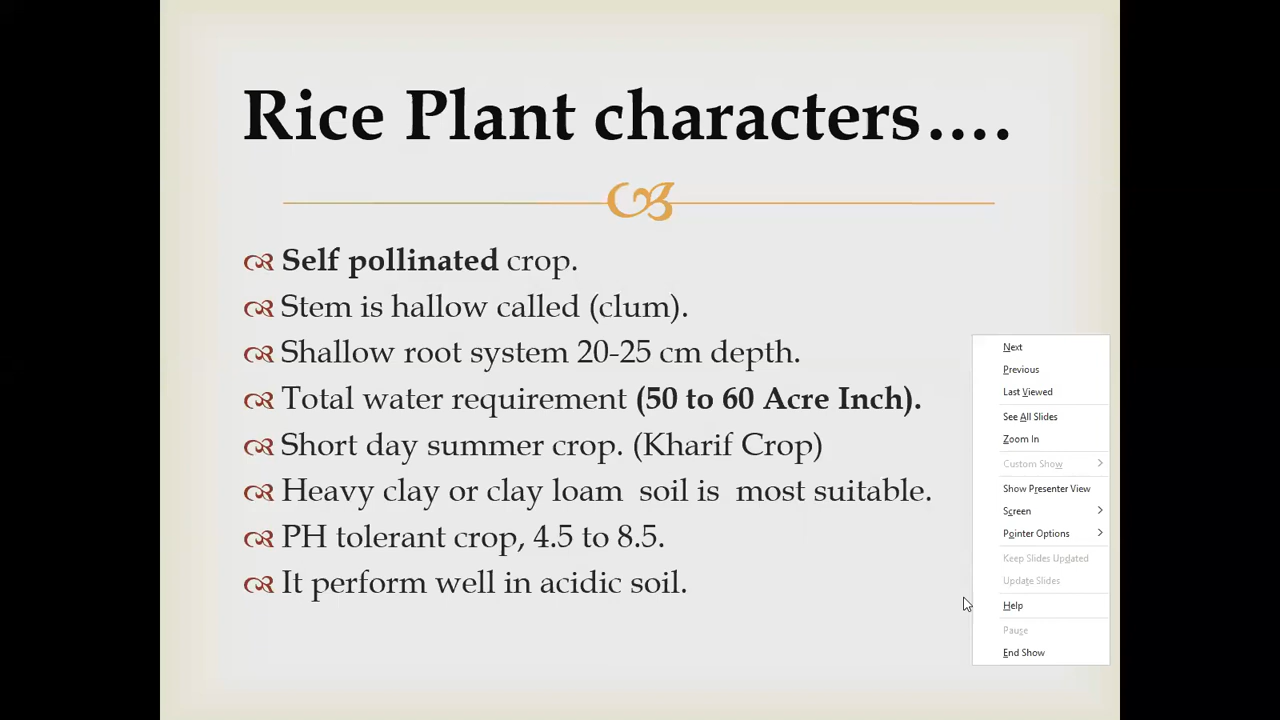 Rice Plant characters....
Self pollinated crop.
Stem is hallow called (clum).
Shallow root system 20-25 cm depth.
Total water requirement (50 to 60 Acre Inch).
Short day summer crop. (Kharif Crop)
Heavy clay or clay loam  soil is  most suitable.
PH tolerant crop, 4.5 to 8.5.
It perform well in acidic soil.
Next
Previous
Last Viewed
See All Slides
Zoom In
Custom Show
Show Presenter View
Screen
Pointer Options
Keep Slides Updated
Update Slides
Help
Pause
End Show